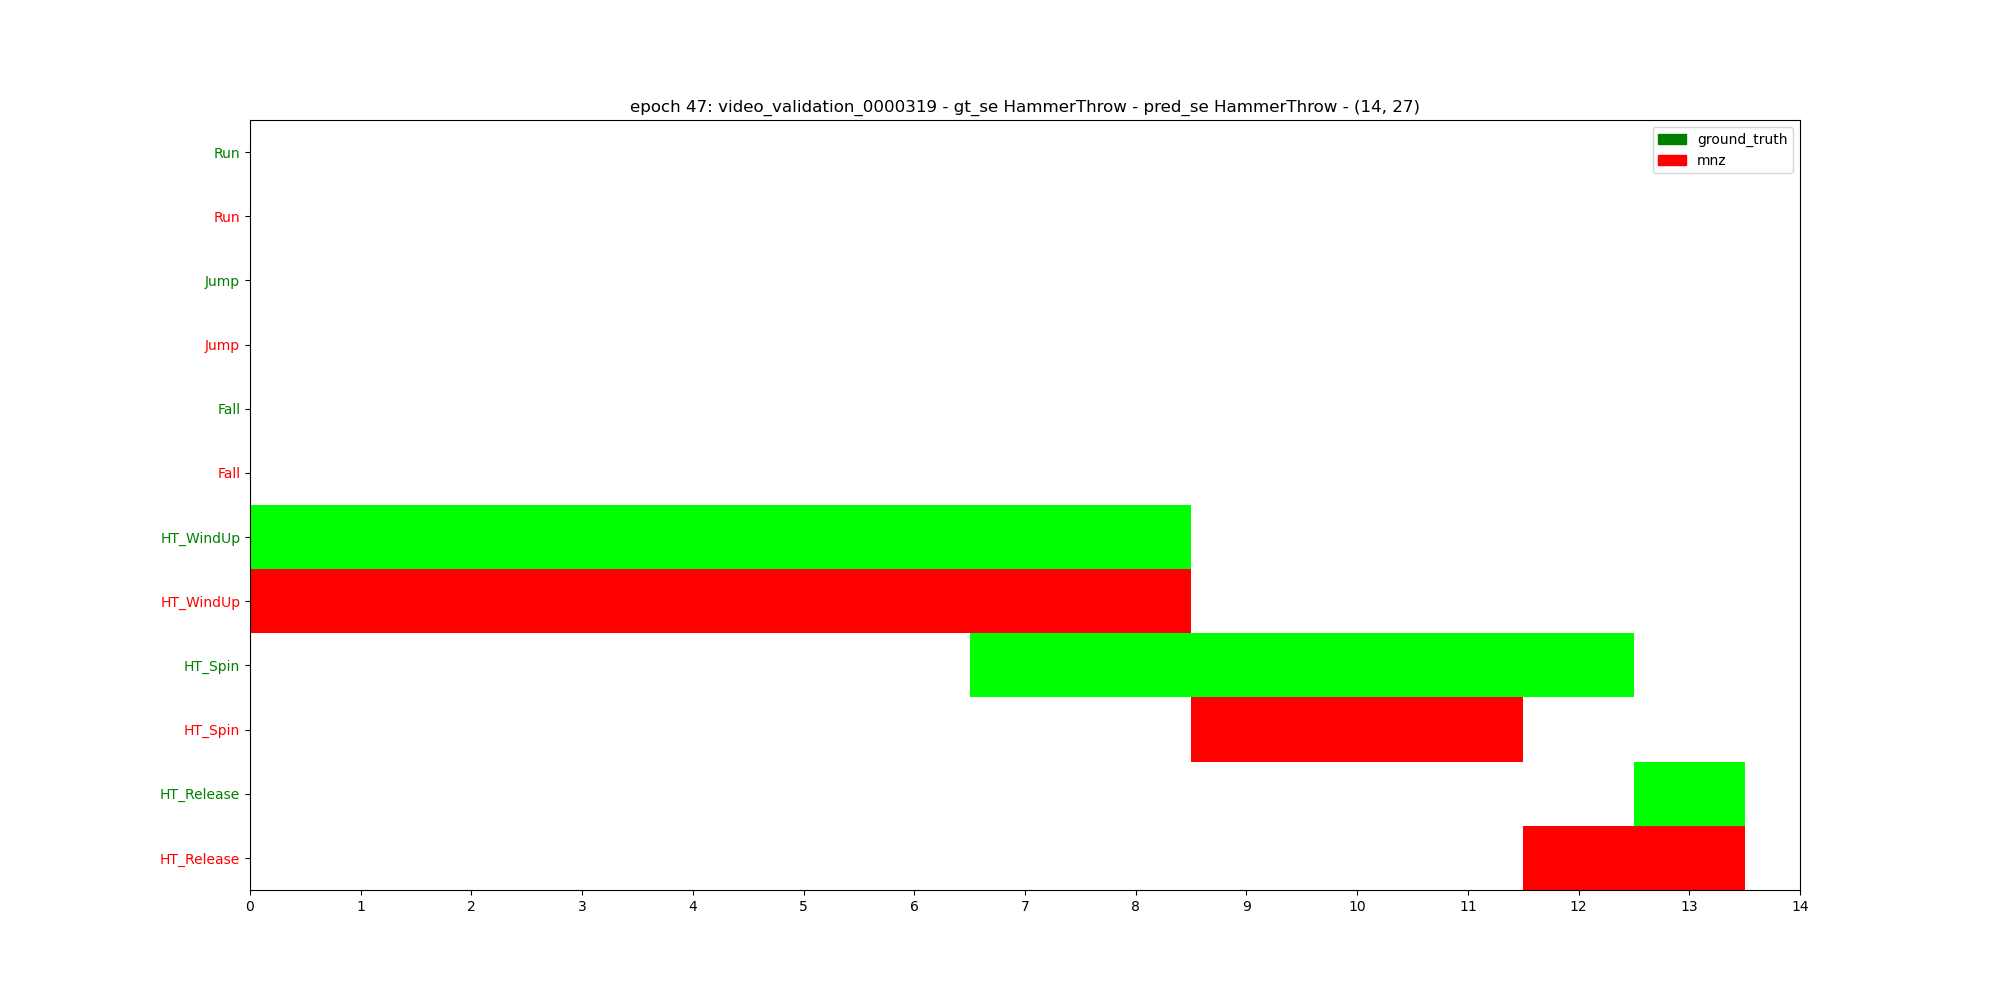 epoch 47: video_validation_0000319 - gt_se HammerThrow - pred_se HammerThrow - (14, 27)
ground_truth
mnz
Run
Run
Jump
Jump
Fall
Fall
HT_WindUp
HT_WindUp
HT_Spin
HT_Spin
HT_Release
HT_Release
0 1 2 3 4 5 6 7 8 9 10 11 12 13 14